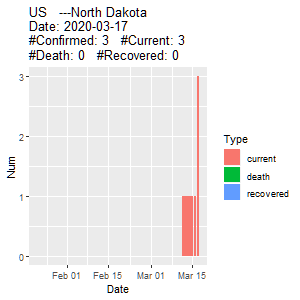 US   ---North Dakota
Date: 2020-03-17
#Confirmed: 3   #Current: 3
#Death: 0   #Recovered: 0
3
2
1
0
Num
Feb 01
Feb 15
Mar 01
Mar 15
Date
Type
current
death
recovered